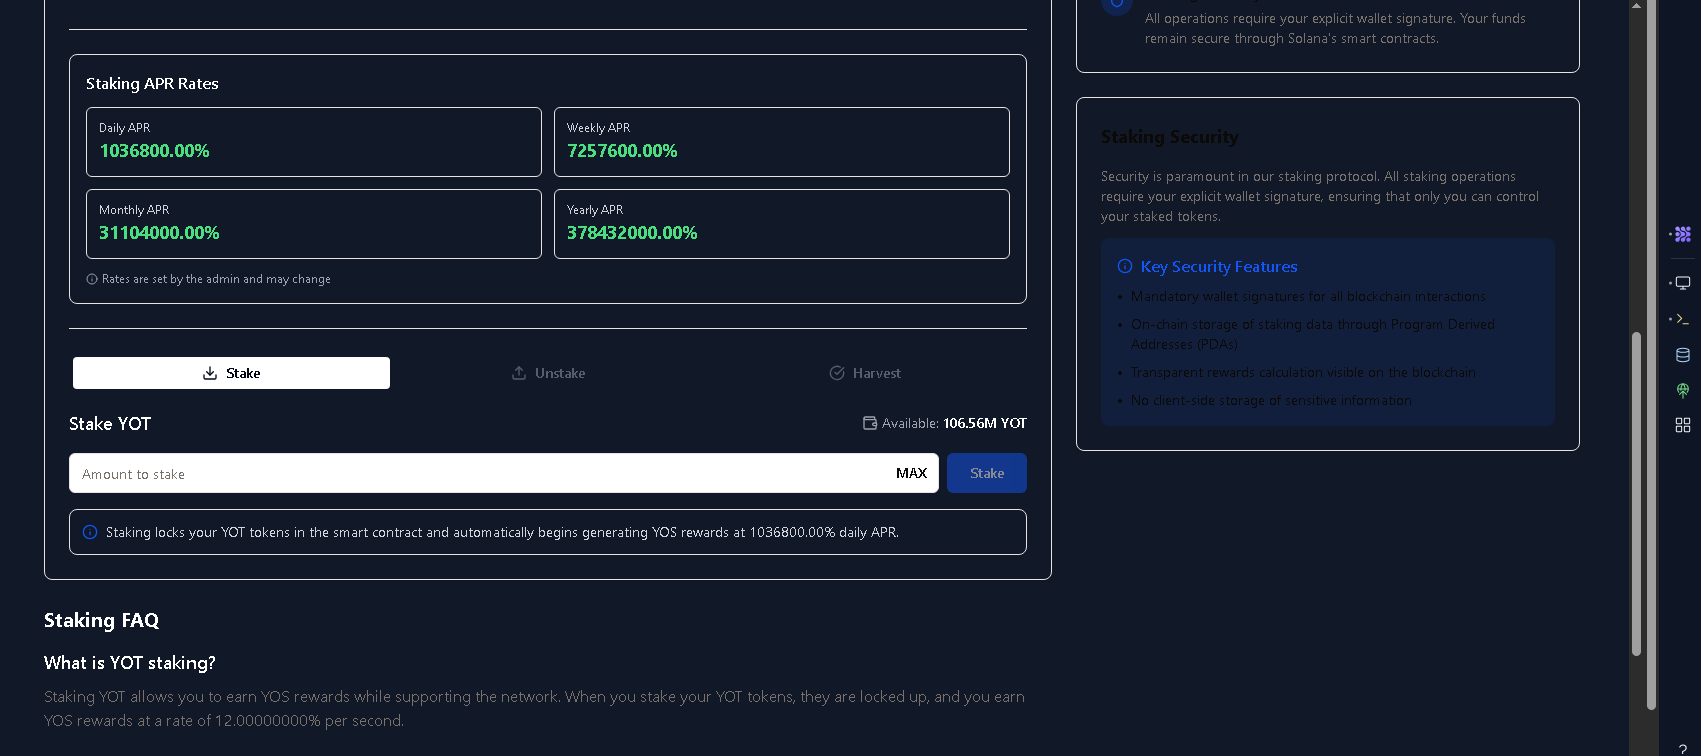 All operations require your explicit wallet signature. Your funds
remain secure through Solana's smart contracts.
Staking APR Rates
Daily APR
1036800.00%
Weekly APR
7257600.00%
Monthly APR
31104000.00%
Yearly APR
378432000.00%
Rates are set by the admin and may change
Stake
Unstake
Harvest
Stake YOT
Available: 106.56M YOT
Amount to stake
MAX
Stake
Staking locks your YOT tokens in the smart contract and automatically begins generating YOS rewards at 1036800.00% daily APR.
Staking Security
Security is paramount in our staking protocol. All staking operations
require your explicit wallet signature, ensuring that only you can control
your staked tokens.
Key Security Features
• Mandatory wallet signatures for all blockchain interactions
• On-chain storage of staking data through Program Derived
Addresses (PDAs)
• Transparent rewards calculation visible on the blockchain
• No client-side storage of sensitive information
Staking FAQ
What is YOT staking?
Staking YOT allows you to earn YOS rewards while supporting the network. When you stake your YOT tokens, they are locked up, and you earn
YOS rewards at a rate of 12.00000000% per second.